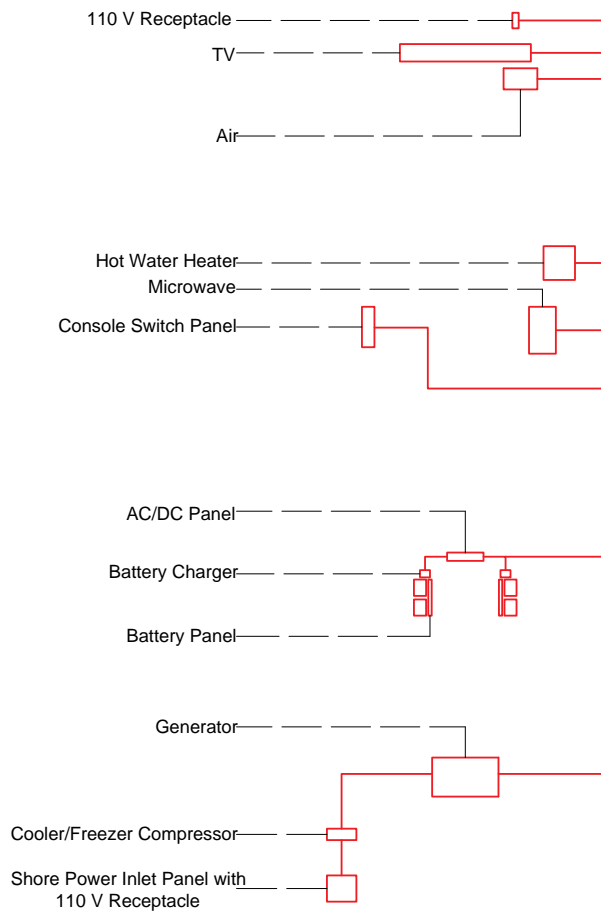 110 V Receptacle
TV
Air
Hot Water Heater
Microwave
Console Switch Panel
AC/DC Panel
Battery Charger
Battery Panel
Generator
Cooler/Freezer Compressor
Shore Power Inlet Panel with
110 V Receptacle